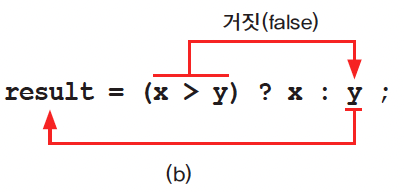 거짓(false)
result = (x > y) ? x : y ;
(b)